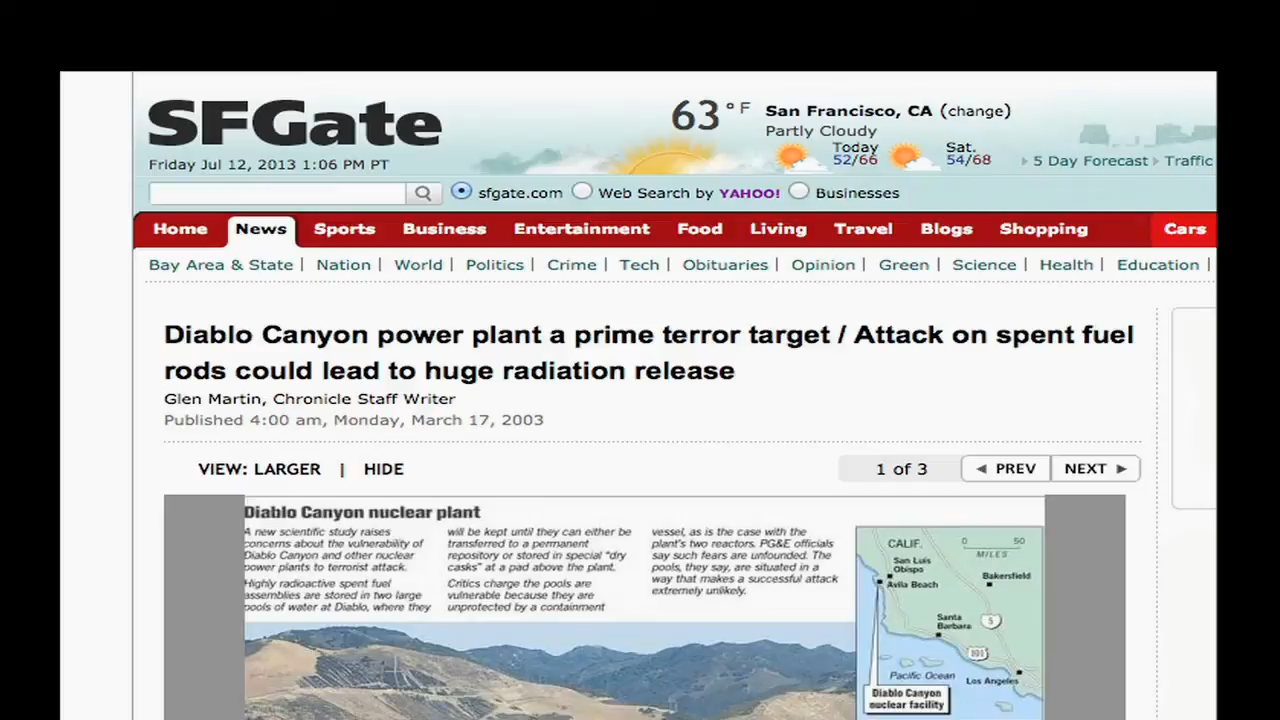 SFGate
63 °F
San Francisco, CA (change)
Partly Cloudy
Today
52/66
Sat.
54/68
5 Day Forecast
Traffic
Friday Jul 12, 2013 1:06 PM PT
sfgate.com
Web Search by YAHOO!
Businesses
Home News Sports Business Entertainment Food Living Travel Blogs Shopping Cars
Bay Area & State | Nation | World | Politics | Crime | Tech | Obituaries | Opinion | Green | Science | Health | Education |
Diablo Canyon power plant a prime terror target / Attack on spent fuel
rods could lead to huge radiation release
Glen Martin, Chronicle Staff Writer
Published 4:00 am, Monday, March 17, 2003
VIEW: LARGER | HIDE
1 of 3
PREV
NEXT
Diablo Canyon nuclear plant
A new scientific study raises
concerns about the vulnerability of
Diablo Canyon and other nuclear
power plants to terrorist attack.
Highly radioactive spent fuel
assemblies are stored in two large
pools of water at Diablo, where they
will be kept until they can either be
transferred to a permanent
repository or stored in special "dry
casks" at a pad above the plant.
Critics charge the pools are
vulnerable because they are
unprotected by a containment
vessel, as is the case with the
plant's two reactors. PG&E officials
say such fears are unfounded. The
pools, they say, are situated in a
way that makes a successful attack
extremely unlikely.
CALIF.
0 50
MILES
San Luis
Obispo
Avila Beach
Bakersfield
Santa
Barbara
5
101
Pacific Ocean
Los Angeles
Diablo Canyon
nuclear facility